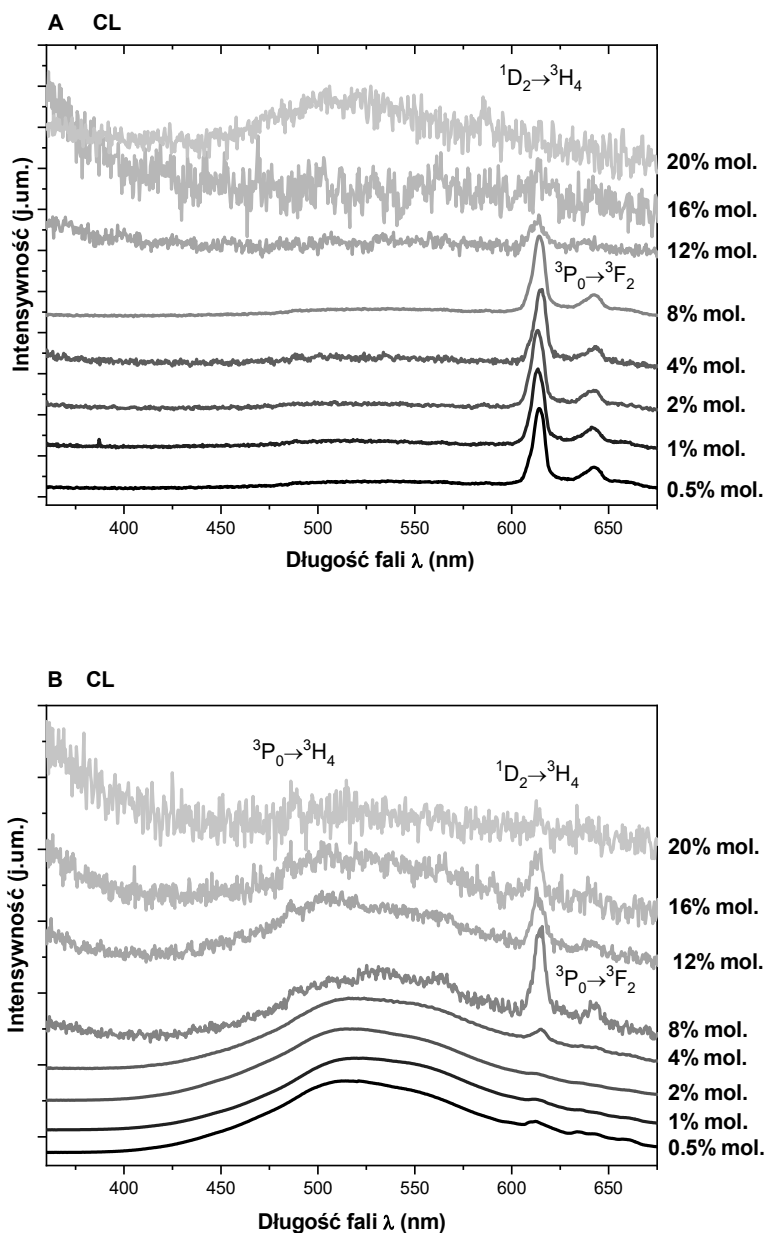 A CL
¹D₂→³H₄
20% mol.
16% mol.
12% mol.
³P₀→³F₂
8% mol.
4% mol.
2% mol.
1% mol.
0.5% mol.
Intensywność (j.um.)
400 450 500 550 600 650
Długość fali λ (nm)
B CL
³P₀→³H₄
¹D₂→³H₄
20% mol.
16% mol.
12% mol.
³P₀→³F₂
8% mol.
4% mol.
2% mol.
1% mol.
0.5% mol.
Intensywność (j.um.)
400 450 500 550 600 650
Długość fali λ (nm)